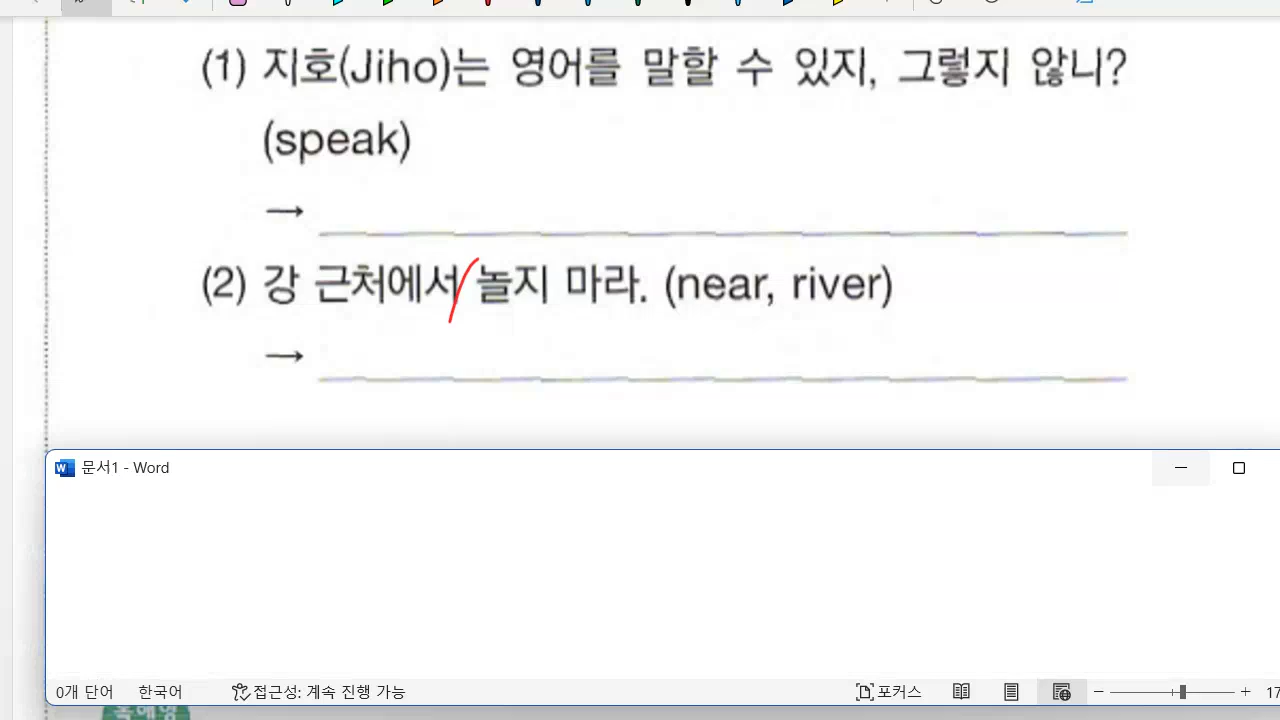 (1) 지호(Jiho)는 영어를 말할 수 있지, 그렇지 않니?
(speak)
→
(2) 강 근처에서 놀지 마라. (near, river)
→
문서1 - Word
0개 단어 한국어 접근성: 계속 진행 가능 포커스 17